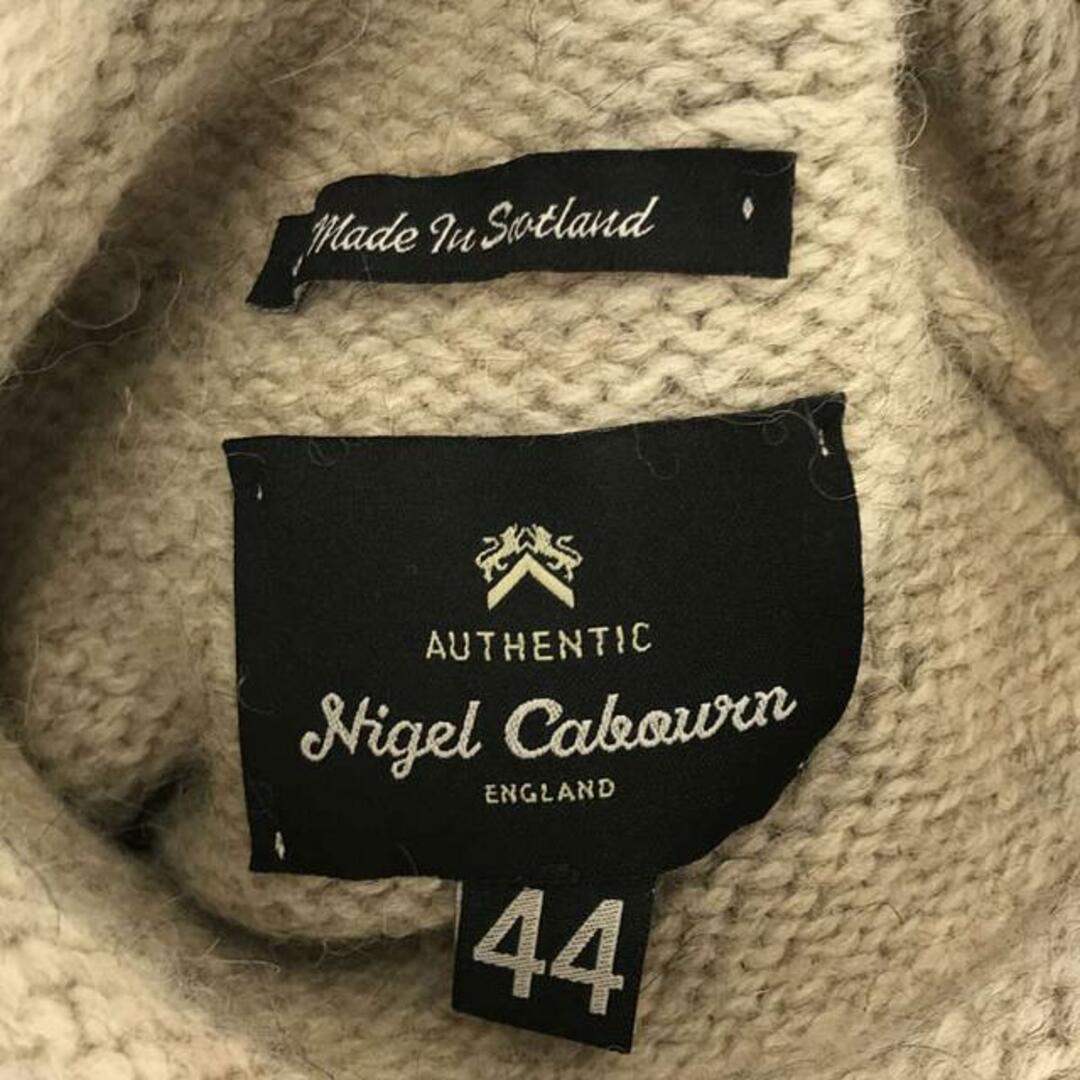 Made In Scotland
AUTHENTIC
Nigel Cabourn
ENGLAND
44